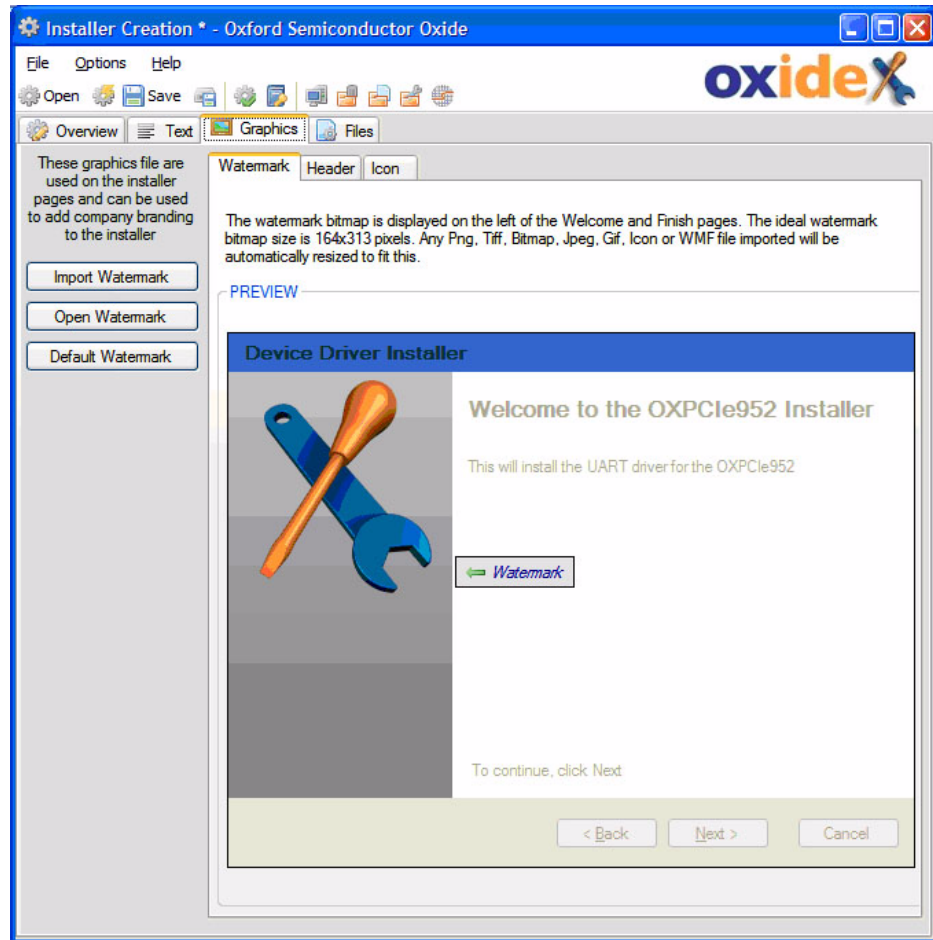 Installer Creation * - Oxford Semiconductor Oxide
File Options Help
oxide
Open Save
Overview Text Graphics Files
These graphics file are
used on the installer
pages and can be used
to add company branding
to the installer
Import Watermark
Open Watermark
Default Watermark
Watermark Header Icon
The watermark bitmap is displayed on the left of the Welcome and Finish pages. The ideal watermark
bitmap size is 164x313 pixels. Any Png, Tiff, Bitmap, Jpeg, Gif, Icon or WMF file imported will be
automatically resized to fit this.
PREVIEW
Device Driver Installer
Welcome to the OXPCIe952 Installer
This will install the UART driver for the OXPCIe952
Watermark
To continue, click Next
< Back Next > Cancel